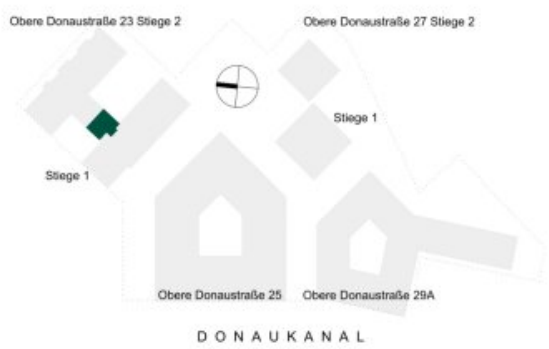 Obere Donaustraße 23 Stiege 2
Obere Donaustraße 27 Stiege 2
Stiege 1
Stiege 1
Obere Donaustraße 25
Obere Donaustraße 29A
DONAUKANAL